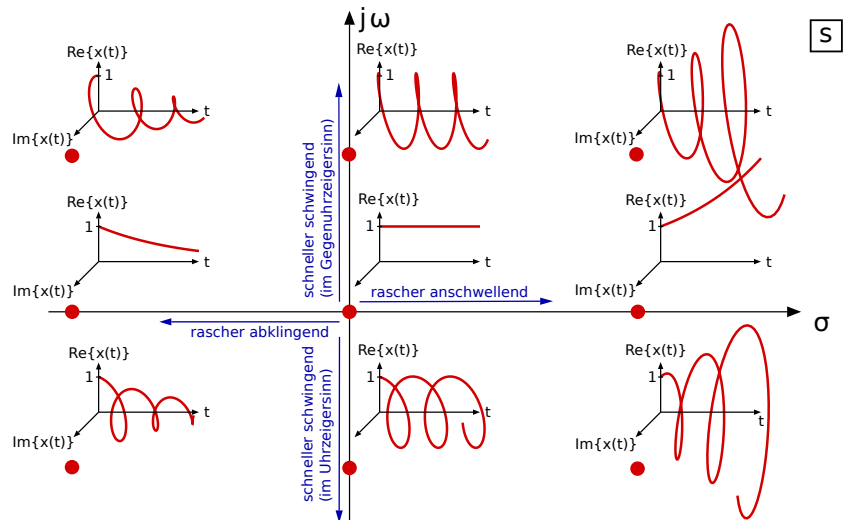 jω
s
Re{x(t)}
1
t
Im{x(t)}
Re{x(t)}
1
t
Im{x(t)}
Re{x(t)}
1
t
Im{x(t)}
schneller schwingend
(im Gegenuhrzeigersinn)
Re{x(t)}
1
t
Im{x(t)}
Re{x(t)}
1
t
Re{x(t)}
1
t
Im{x(t)}
rascher anschwellend
σ
rascher abklingend
schneller schwingend
(im Uhrzeigersinn)
Re{x(t)}
1
t
Im{x(t)}
Re{x(t)}
1
t
Re{x(t)}
1
t
Im{x(t)}